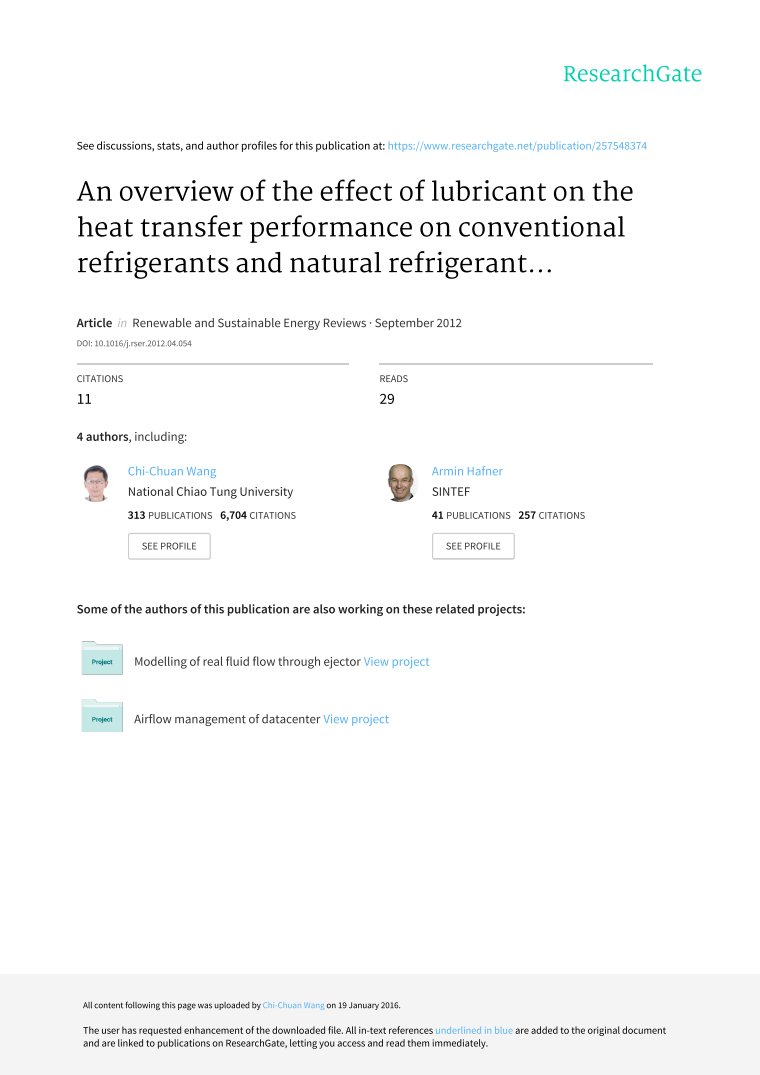 ResearchGate
See discussions, stats, and author profiles for this publication at: https://www.researchgate.net/publication/257548374
An overview of the effect of lubricant on the
heat transfer performance on conventional
refrigerants and natural refrigerant...
Article in Renewable and Sustainable Energy Reviews · September 2012
DOI: 10.1016/j.rser.2012.04.054
CITATIONS
11
READS
29
4 authors, including:
Chi-Chuan Wang
National Chiao Tung University
313 PUBLICATIONS 6,704 CITATIONS
SEE PROFILE
Armin Hafner
SINTEF
41 PUBLICATIONS 257 CITATIONS
SEE PROFILE
Some of the authors of this publication are also working on these related projects:
Project
Modelling of real fluid flow through ejector View project
Project
Airflow management of datacenter View project
All content following this page was uploaded by Chi-Chuan Wang on 19 January 2016.
The user has requested enhancement of the downloaded file. All in-text references underlined in blue are added to the original document
and are linked to publications on ResearchGate, letting you access and read them immediately.